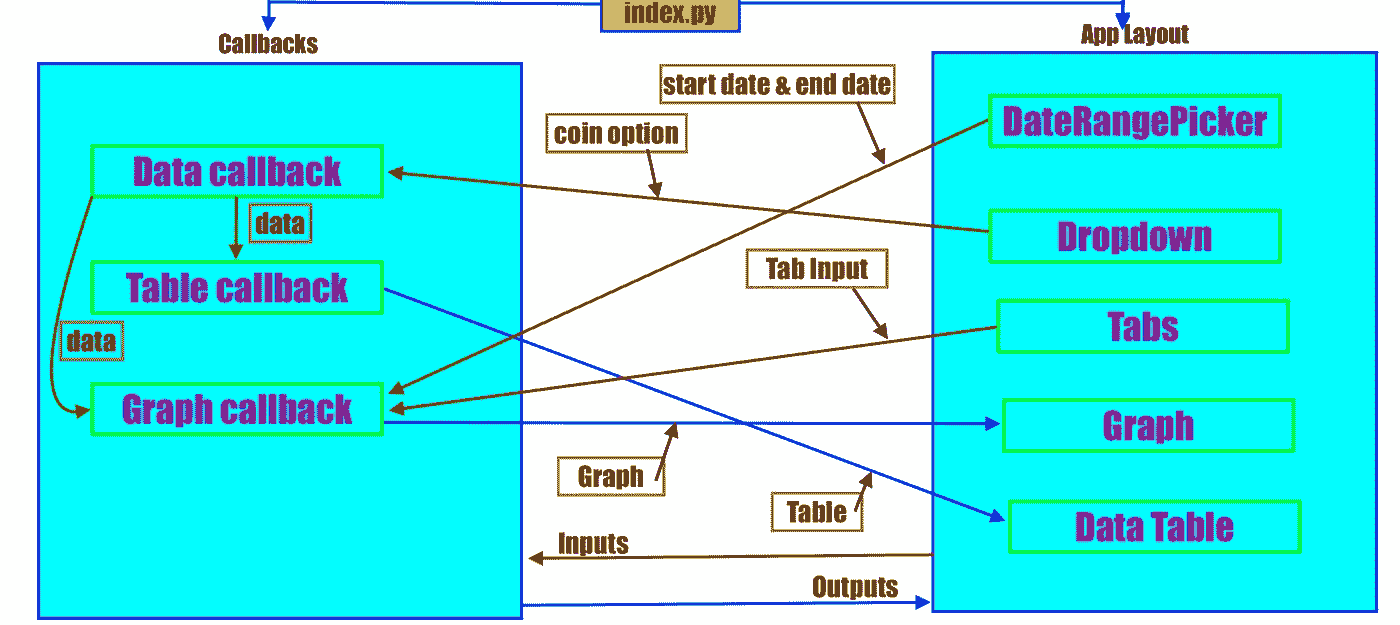 index.py
Callbacks
App Layout
start date & end date
DateRangePicker
coin option
Data callback
data
Dropdown
Tab Input
Table callback
Tabs
data
Graph callback
Graph
Graph
Table
Data Table
Inputs
Outputs